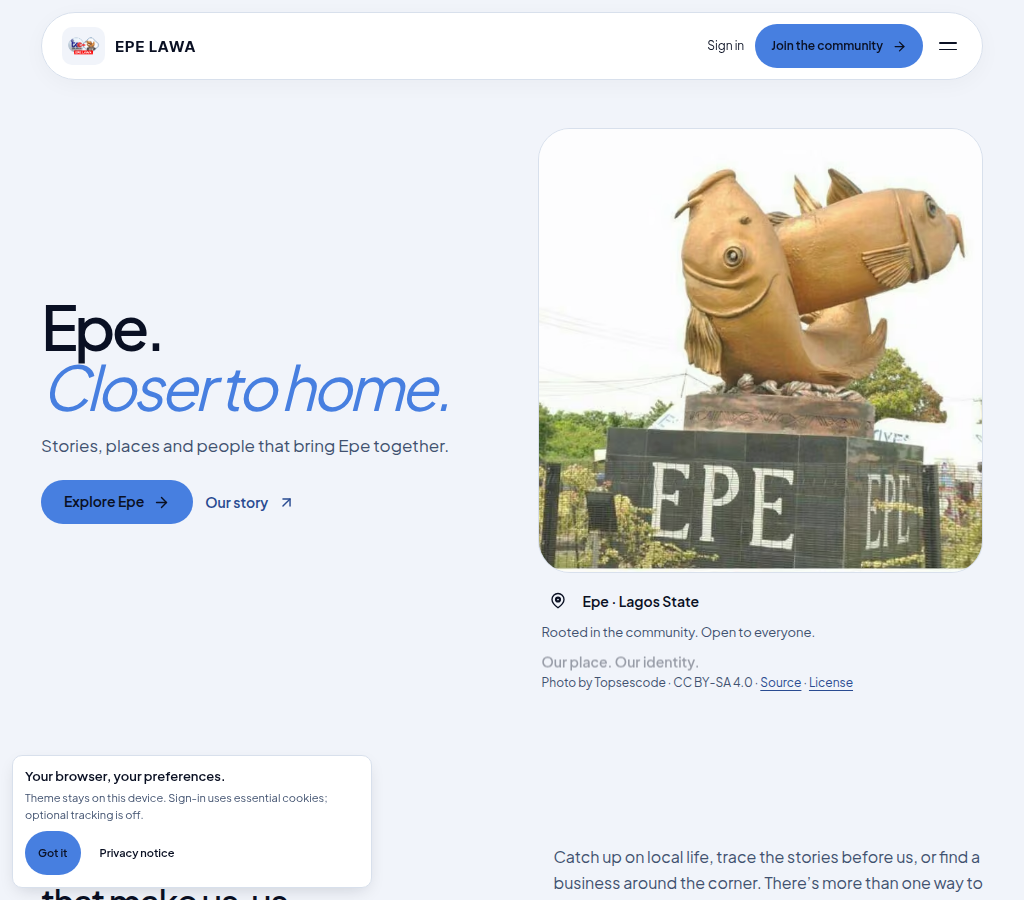 EPE LAWA
Sign in
Join the community
Epe.
Closer to home.
Stories, places and people that bring Epe together.
Explore Epe
Our story
EPE
EPE
Epe · Lagos State
Rooted in the community. Open to everyone.
Our place. Our identity.
Photo by Topsescode · CC BY-SA 4.0 · Source · License
Your browser, your preferences.
Theme stays on this device. Sign-in uses essential cookies;
optional tracking is off.
Got it
Privacy notice
that make us, us.
Catch up on local life, trace the stories before us, or find a
business around the corner. There's more than one way to